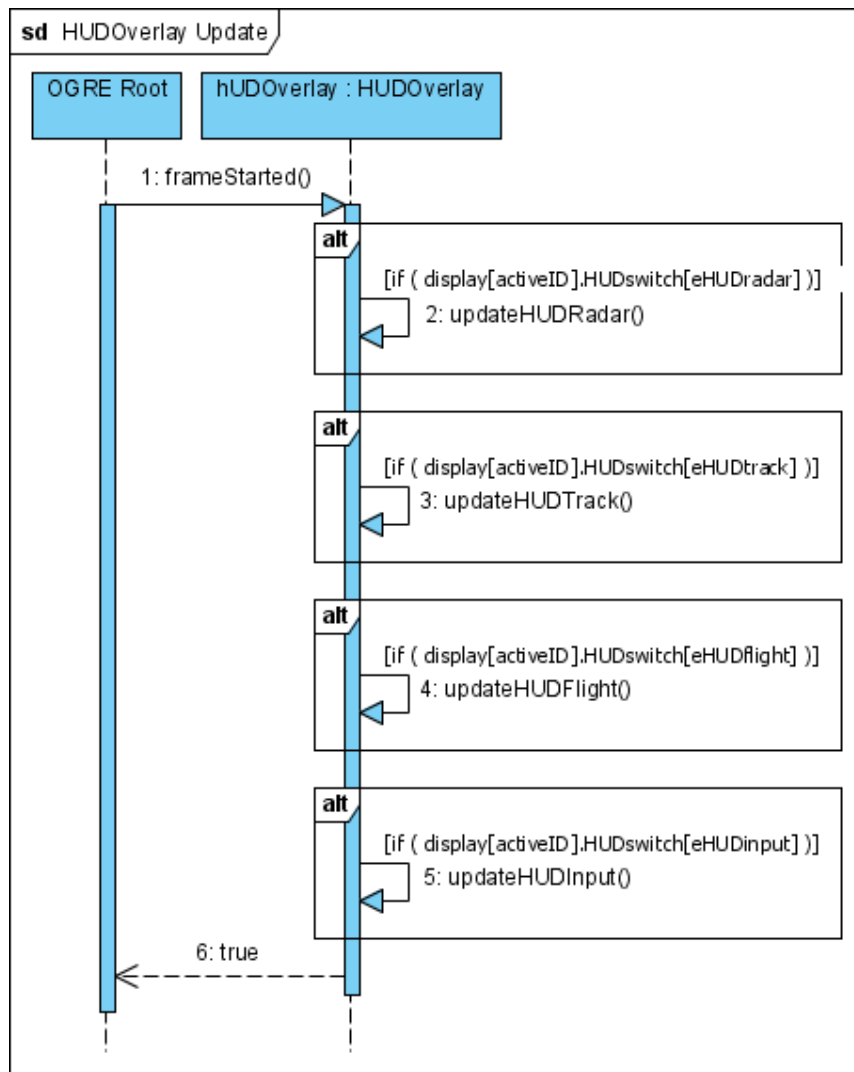 sd HUDOverlay Update
OGRE Root
hUDOverlay : HUDOverlay
1: frameStarted()
alt
[if ( display[activeID].HUDswitch[eHUDradar] )]
2: updateHUDRadar()
alt
[if ( display[activeID].HUDswitch[eHUDtrack] )]
3: updateHUDTrack()
alt
[if ( display[activeID].HUDswitch[eHUDflight] )]
4: updateHUDFlight()
alt
[if ( display[activeID].HUDswitch[eHUDinput] )]
5: updateHUDInput()
6: true